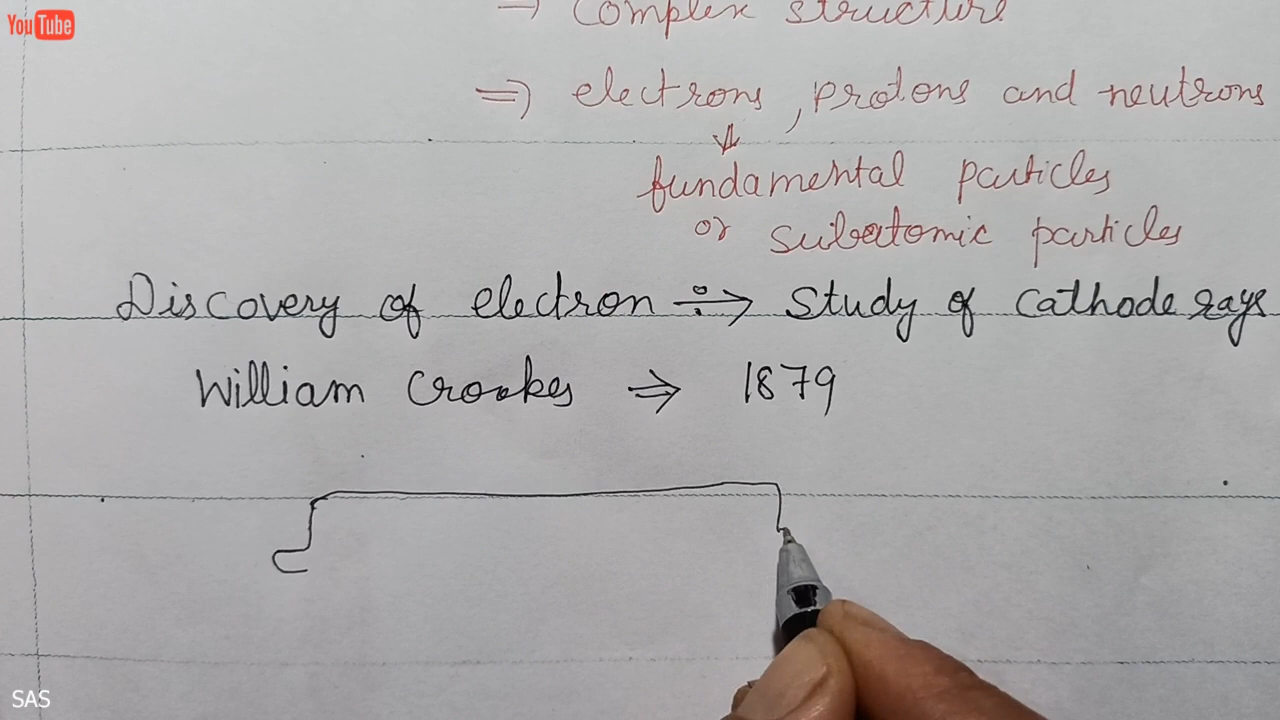 YouTube
→ Complex structure
⇒ electrons, protons and neutrons
↓
fundamental particles
or subatomic particles
Discovery of electron ÷→ Study of Cathode rays
William Crookes ⇒ 1879
SAS